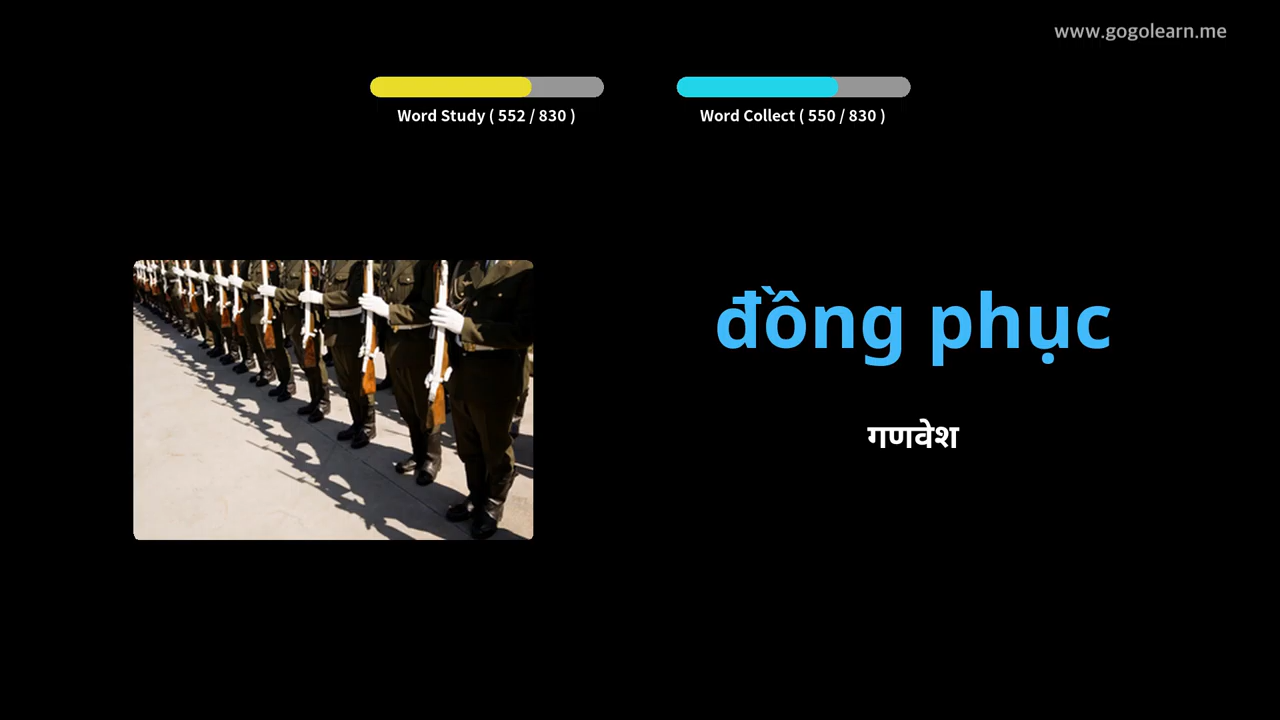 www.gogolearn.me
Word Study ( 552 / 830 )
Word Collect ( 550 / 830 )
đồng phục
गणवेश